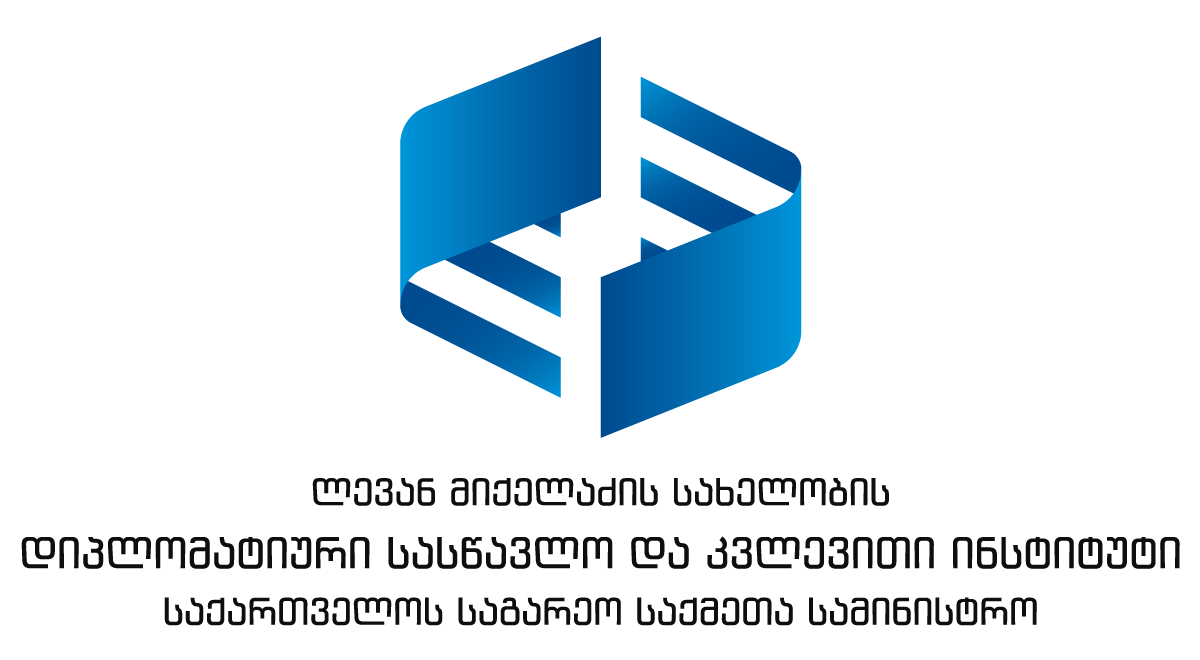 ლევან მიქელაძის სახელობის
დიპლომატიური სასწავლო და კვლევითი ინსტიტუტი
საქართველოს საგარეო საქმეთა სამინისტრო